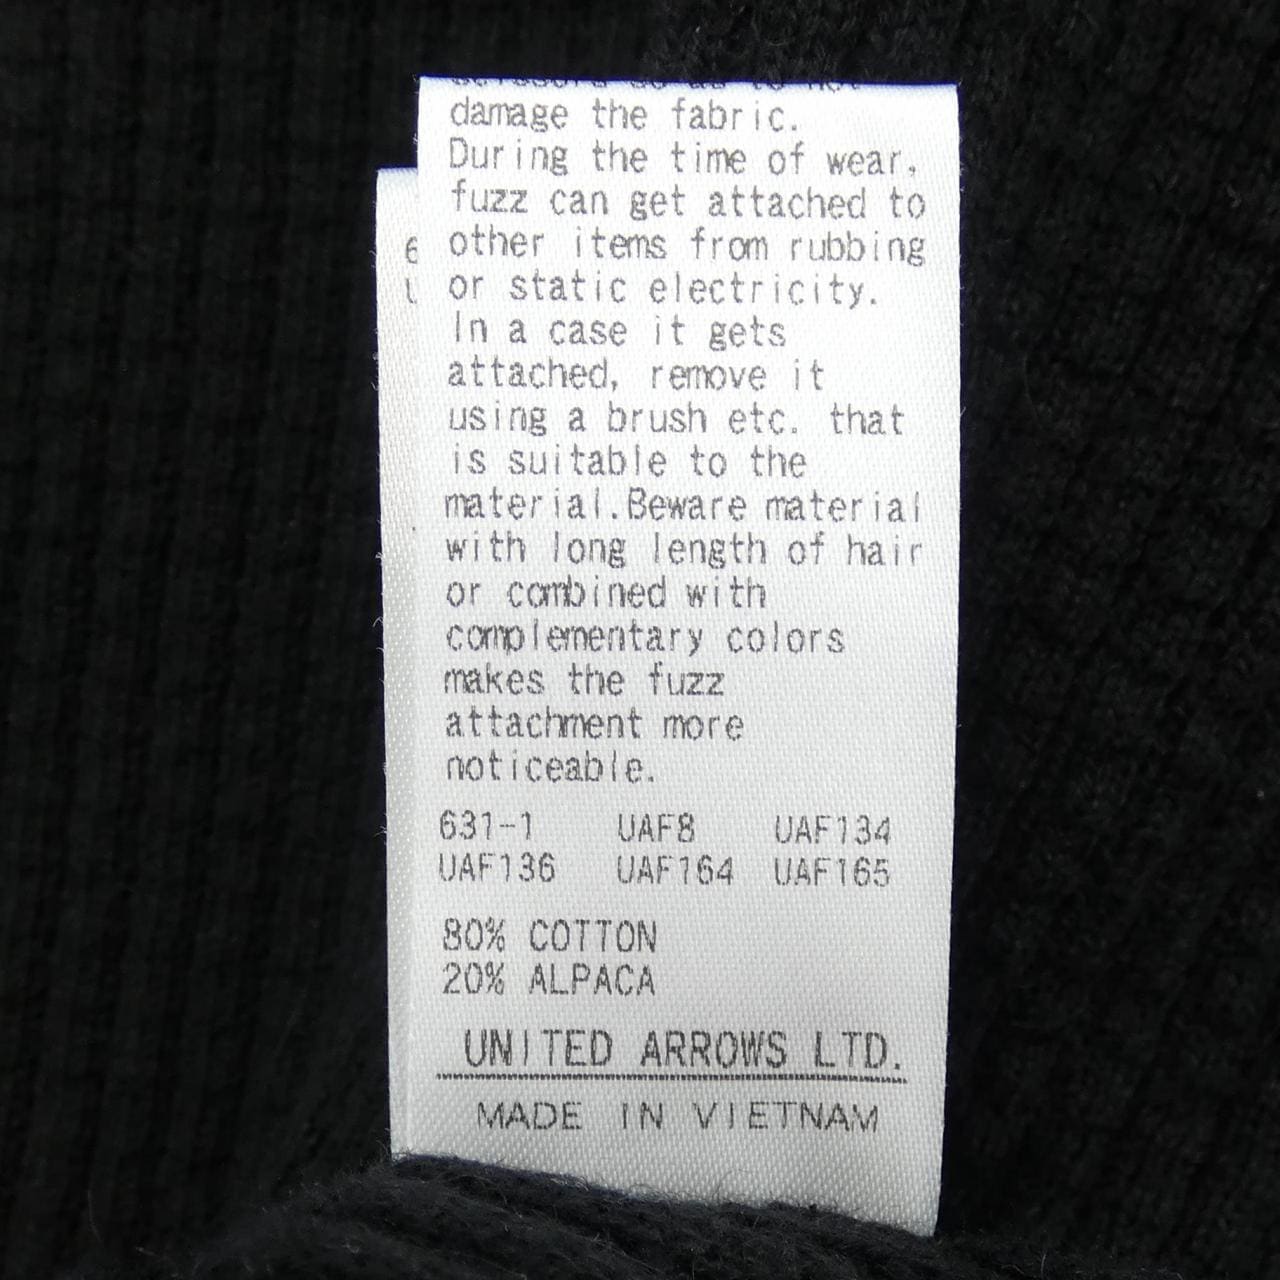 damage the fabric.
During the time of wear,
fuzz can get attached to
other items from rubbing
or static electricity.
In a case it gets
attached, remove it
using a brush etc. that
is suitable to the
material.Beware material
with long length of hair
or combined with
complementary colors
makes the fuzz
attachment more
noticeable.
631-1 UAF8 UAF134
UAF136 UAF164 UAF165
80% COTTON
20% ALPACA
UNITED ARROWS LTD.
MADE IN VIETNAM